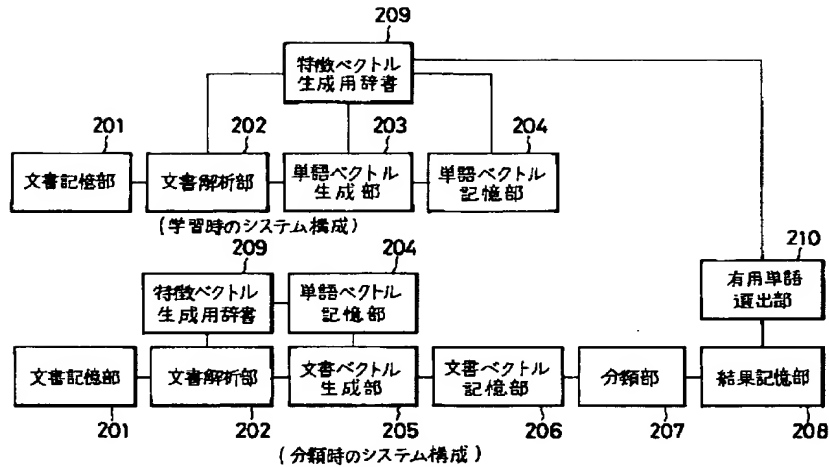 209
特徴ベクトル
生成用辞書
201
202
203
204
文書記憶部
文書解析部
単語ベクトル
生成部
単語ベクトル
記憶部
(学習時のシステム構成)
209
204
210
特徴ベクトル
生成用辞書
単語ベクトル
記憶部
有用単語
選出部
文書記憶部
文書解析部
文書ベクトル
生成部
文書ベクトル
記憶部
分類部
結果記憶部
201
202
205
206
207
208
(分類時のシステム構成)